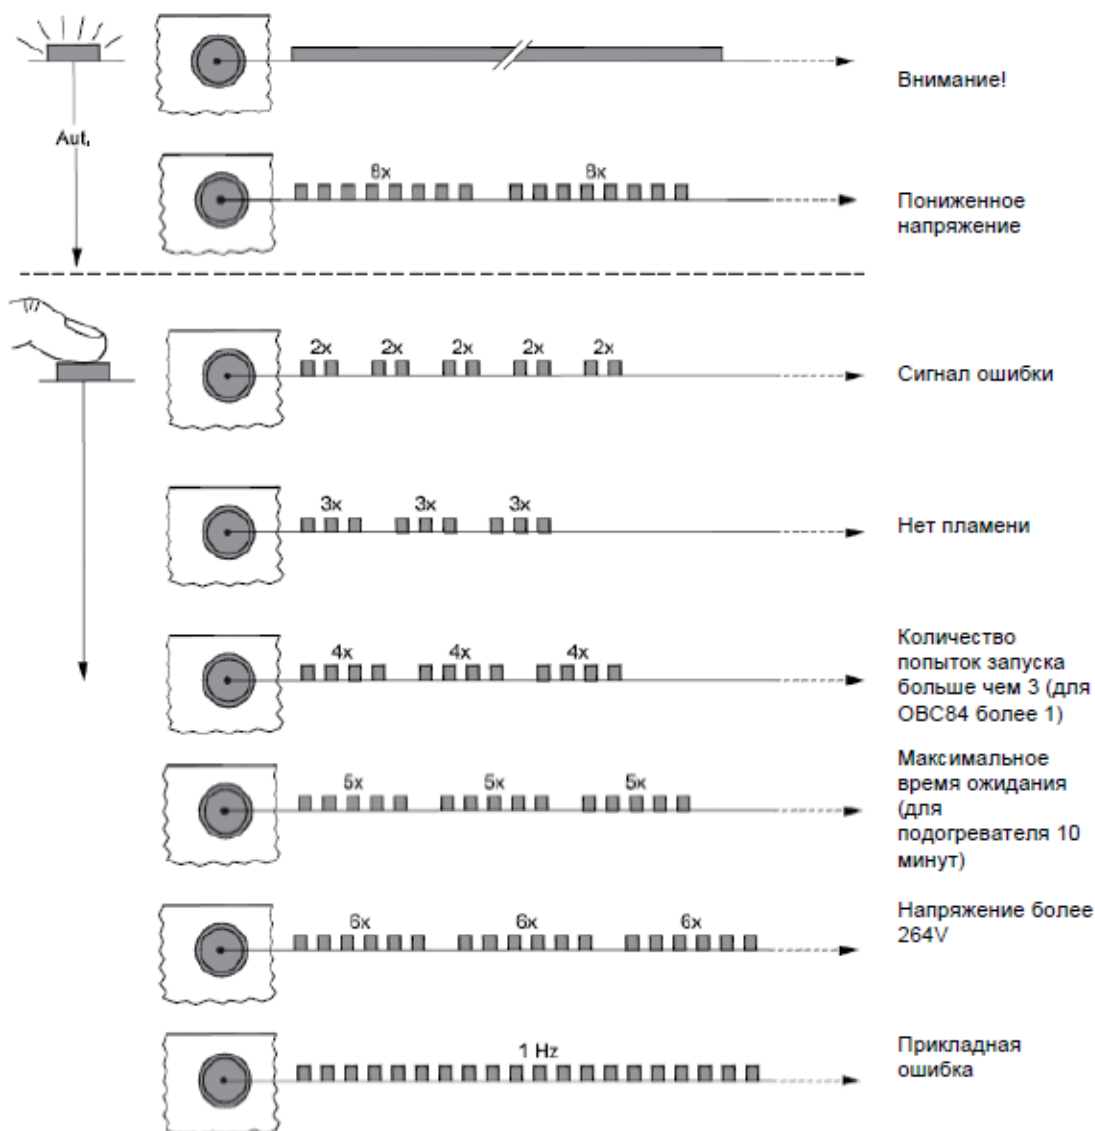 Внимание!
Aut.
8x 8x
Пониженное
напряжение
2x 2x 2x 2x 2x
Сигнал ошибки
3x 3x 3x
Нет пламени
4x 4x 4x
Количество
попыток запуска
больше чем 3 (для
ОВС84 более 1)
5x 5x 5x
Максимальное
время ожидания
(для
подогревателя 10
минут)
6x 6x 6x
Напряжение более
264V
1 Hz
Прикладная
ошибка